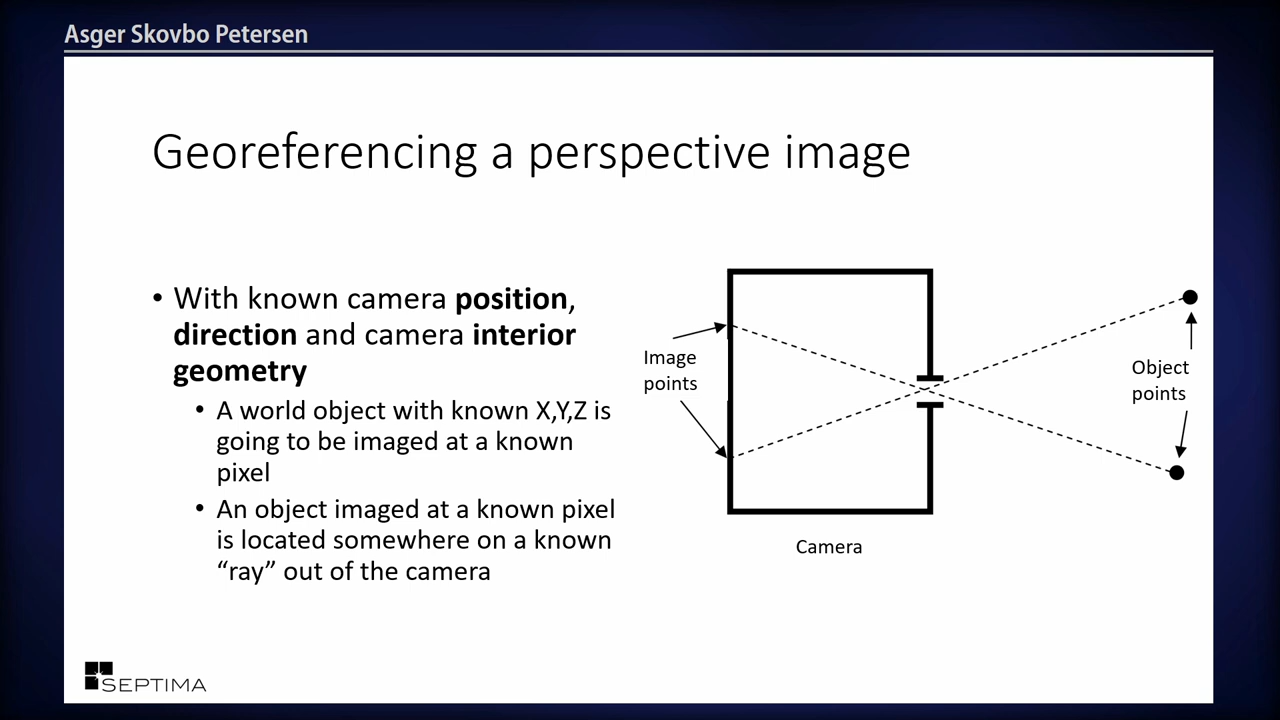 Asger Skovbo Petersen
Georeferencing a perspective image
• With known camera position,
direction and camera interior
geometry
• A world object with known X,Y,Z is
going to be imaged at a known
pixel
• An object imaged at a known pixel
is located somewhere on a known
“ray” out of the camera
Image
points
Object
points
Camera
SEPTIMA